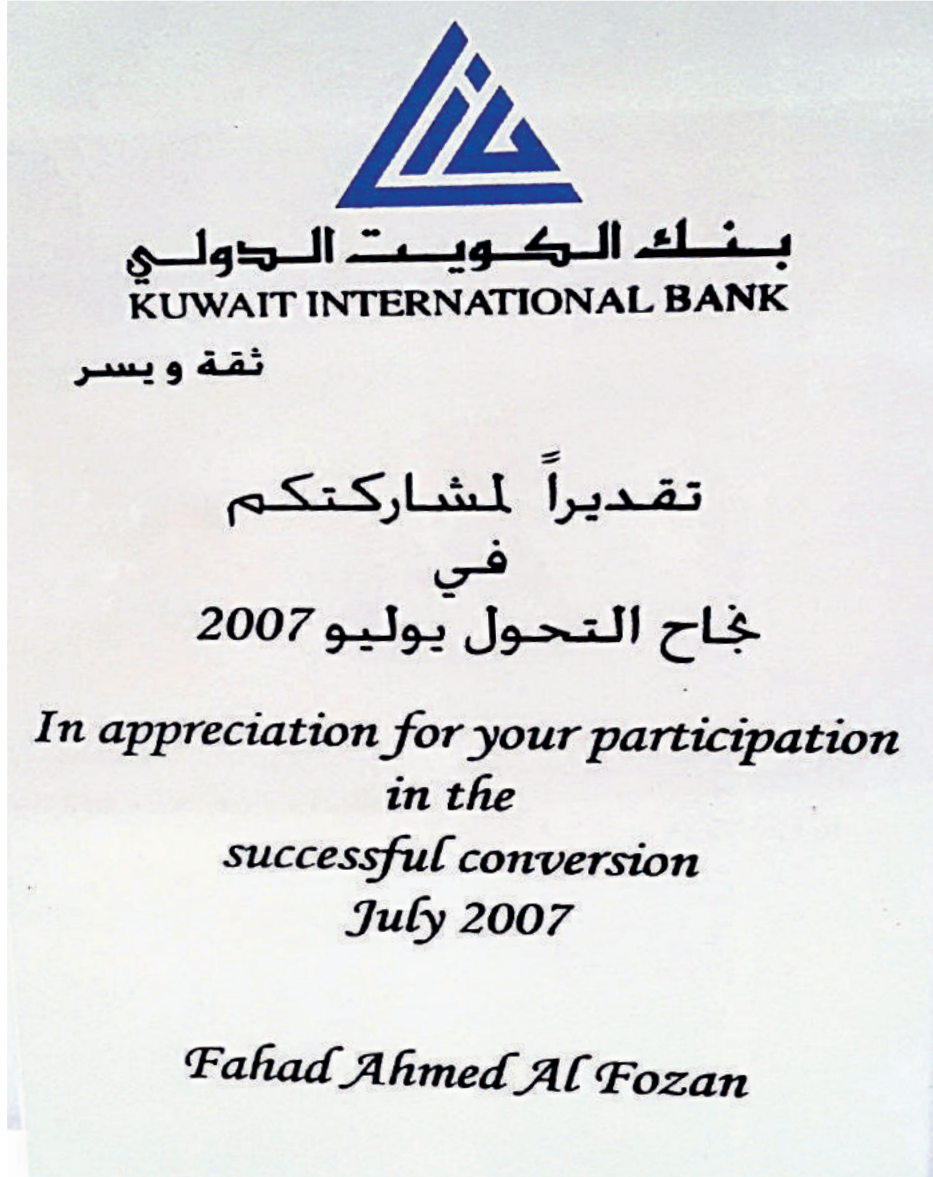 بنك الكويت الدولي
KUWAIT INTERNATIONAL BANK
ثقة ويسر
تقديراً لمشاركتكم
في
نجاح التحول يوليو 2007
In appreciation for your participation
in the
successful conversion
July 2007
Fahad Ahmed Al Fozan